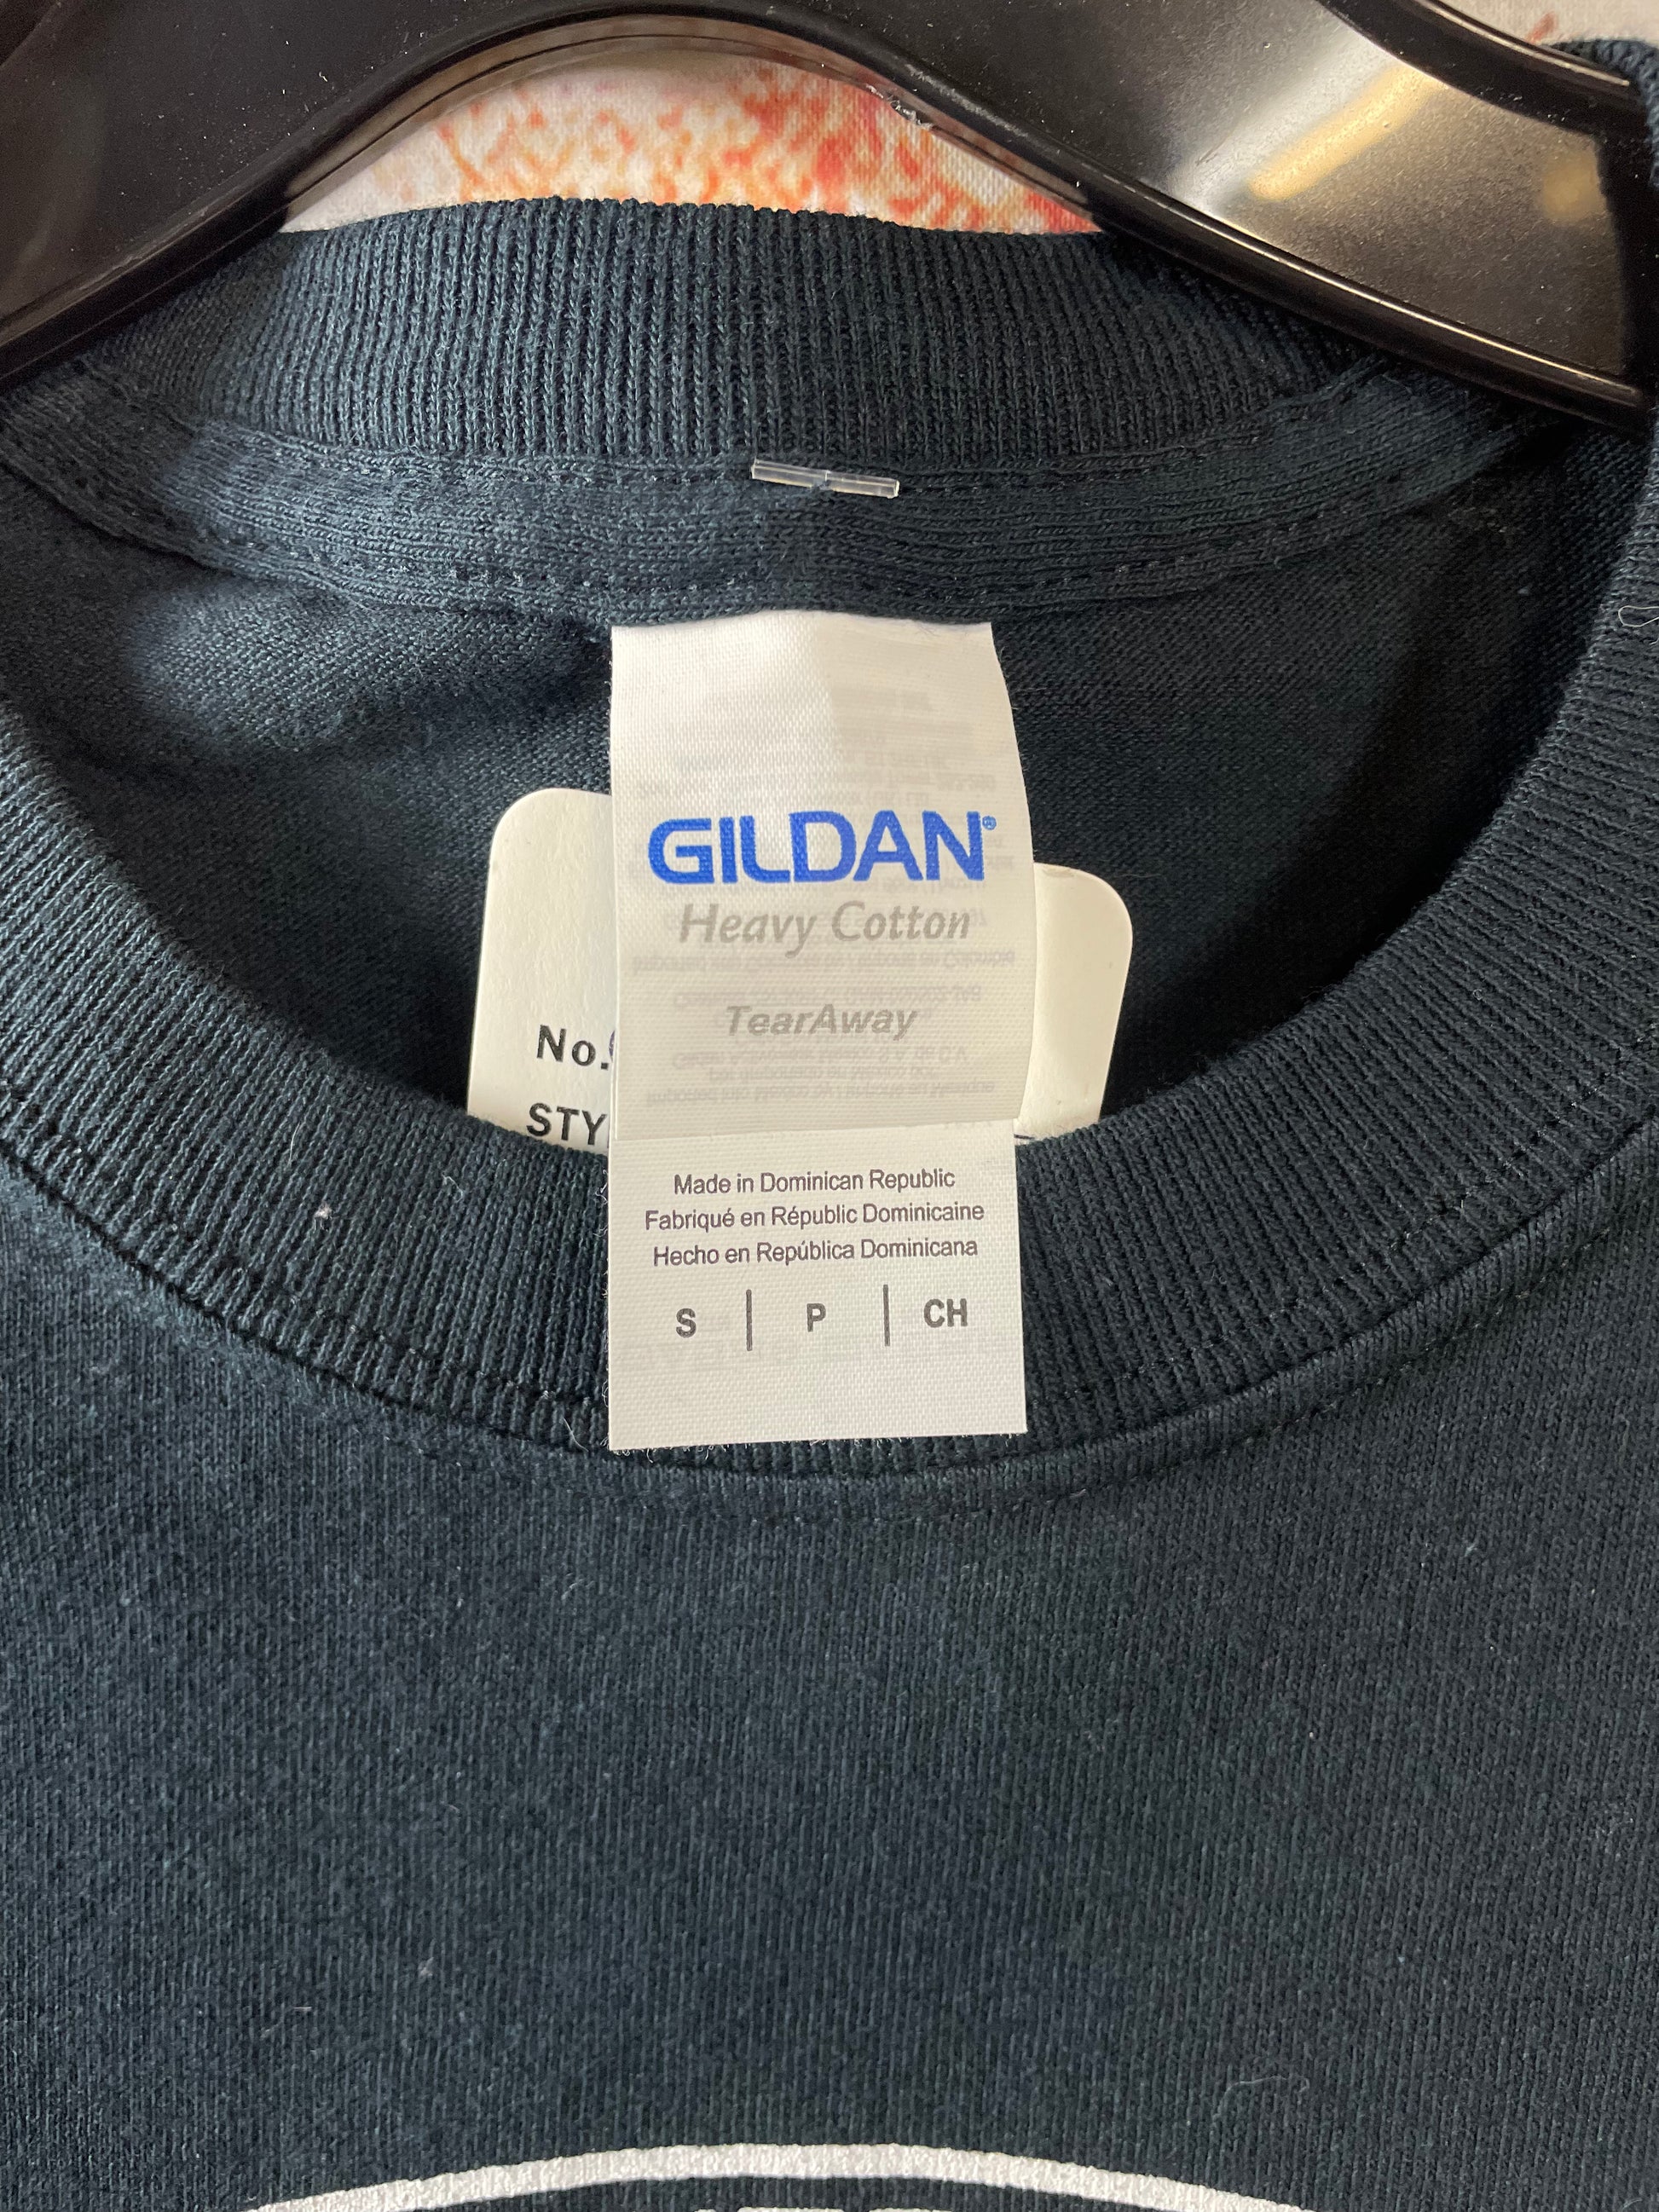 GILDAN®
Heavy Cotton
TearAway
No.
STY
Made in Dominican Republic
Fabriqué en Républic Dominicaine
Hecho en República Dominicana
S | P | CH